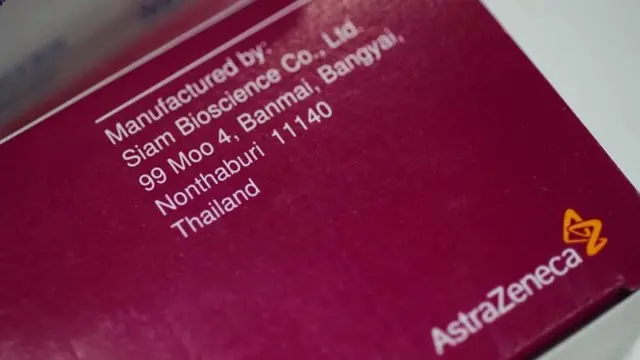 Manufactured by:
Siam Bioscience Co., Ltd.
99 Moo 4, Banmai, Bangyai,
Nonthaburi 11140
Thailand
AstraZeneca